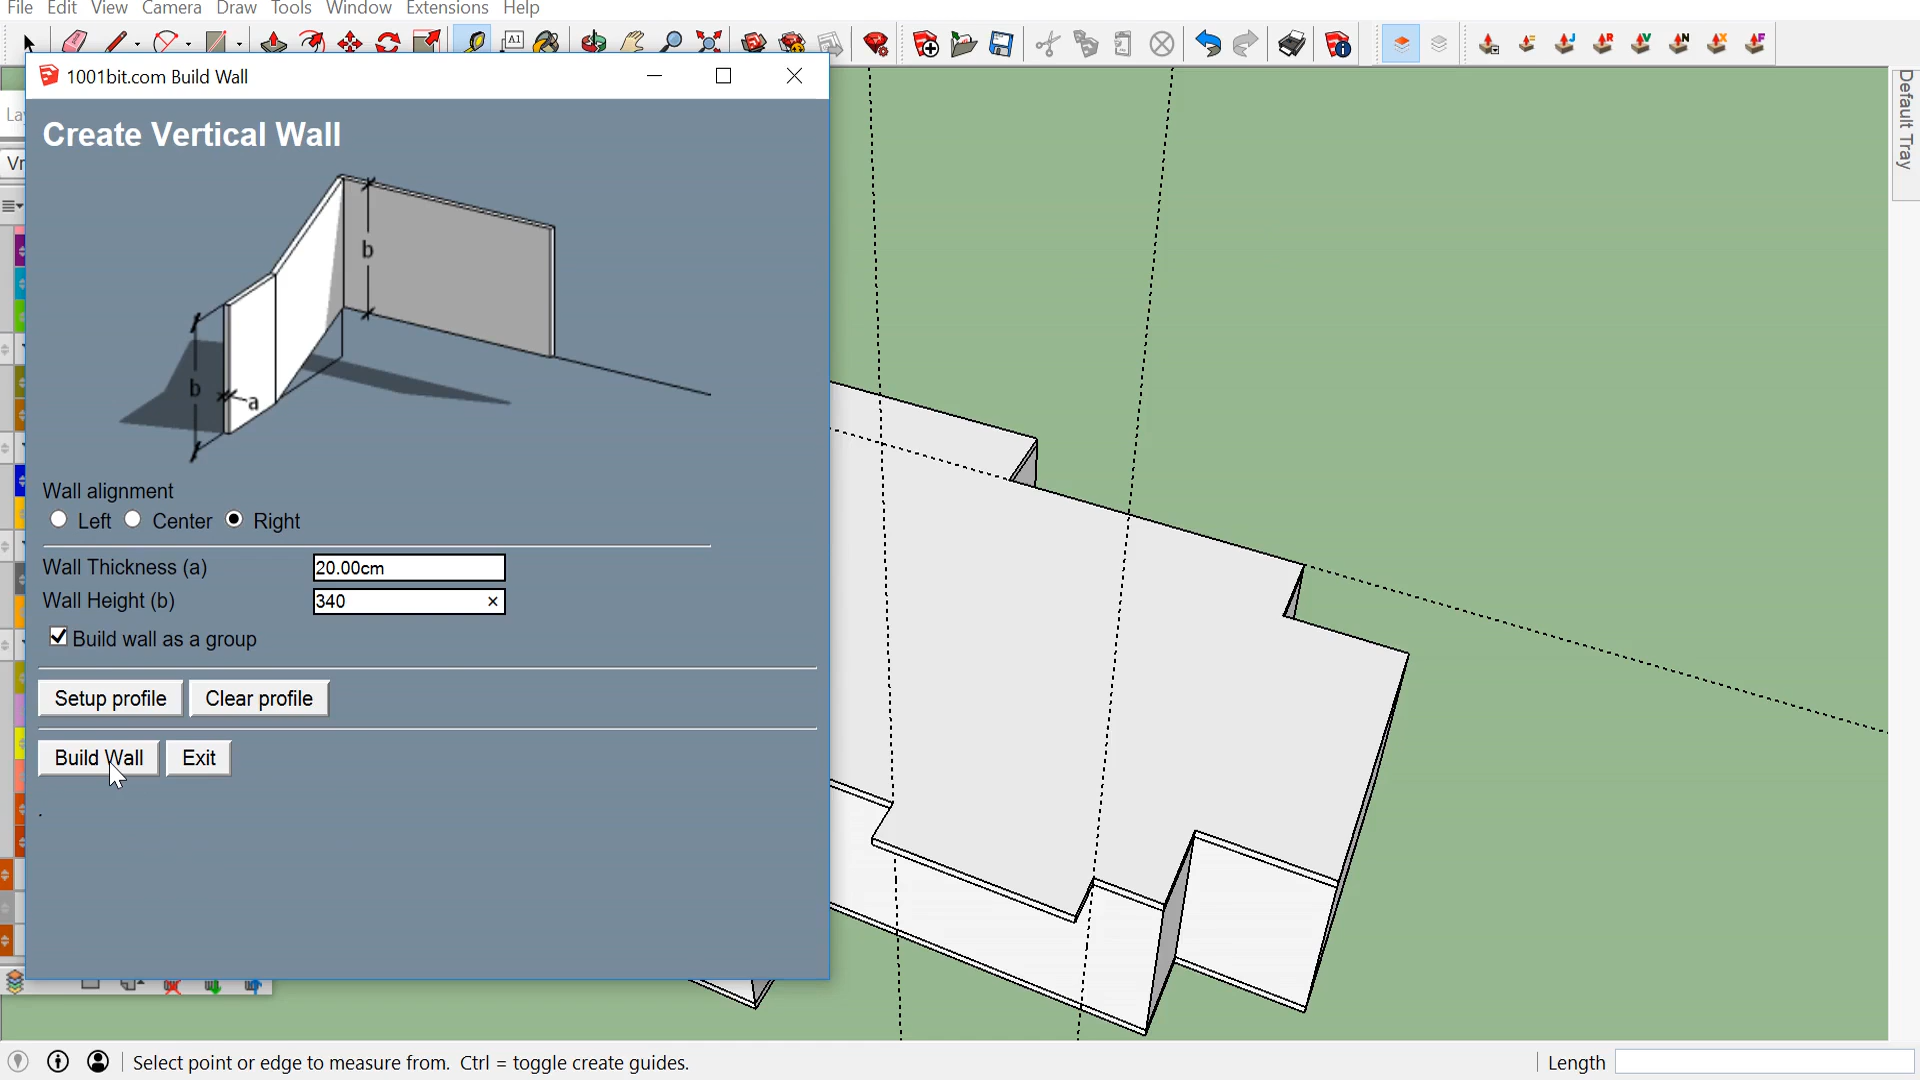 File Edit View Camera Draw Tools Window Extensions Help
1001bit.com Build Wall
Default Tray
Create Vertical Wall
b
b
a
Wall alignment
Left Center Right
Wall Thickness (a) 20.00cm
Wall Height (b) 340
Build wall as a group
Setup profile Clear profile
Build Wall Exit
Select point or edge to measure from. Ctrl = toggle create guides.
Length